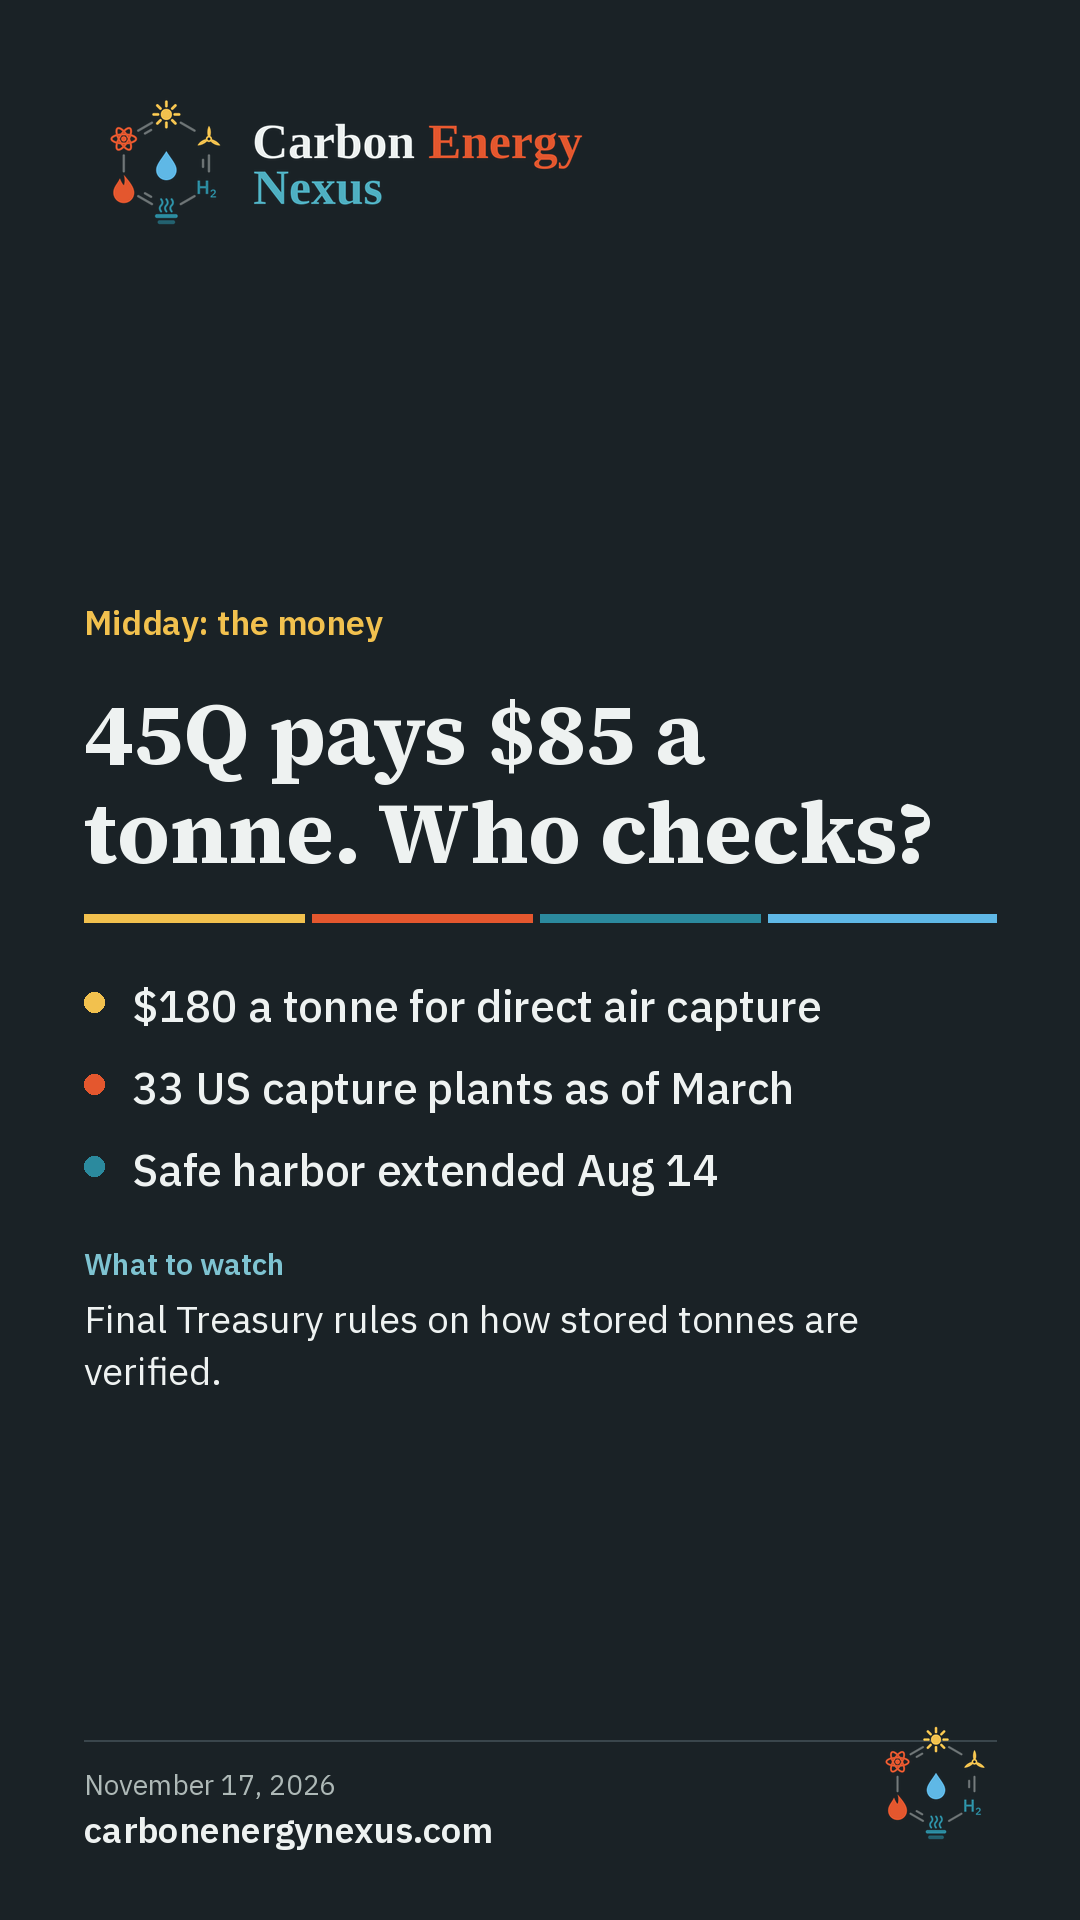 Carbon Energy
Nexus
H₂
Midday: the money
45Q pays $85 a
tonne. Who checks?
$180 a tonne for direct air capture
33 US capture plants as of March
Safe harbor extended Aug 14
What to watch
Final Treasury rules on how stored tonnes are
verified.
November 17, 2026
carbonenergynexus.com
H₂